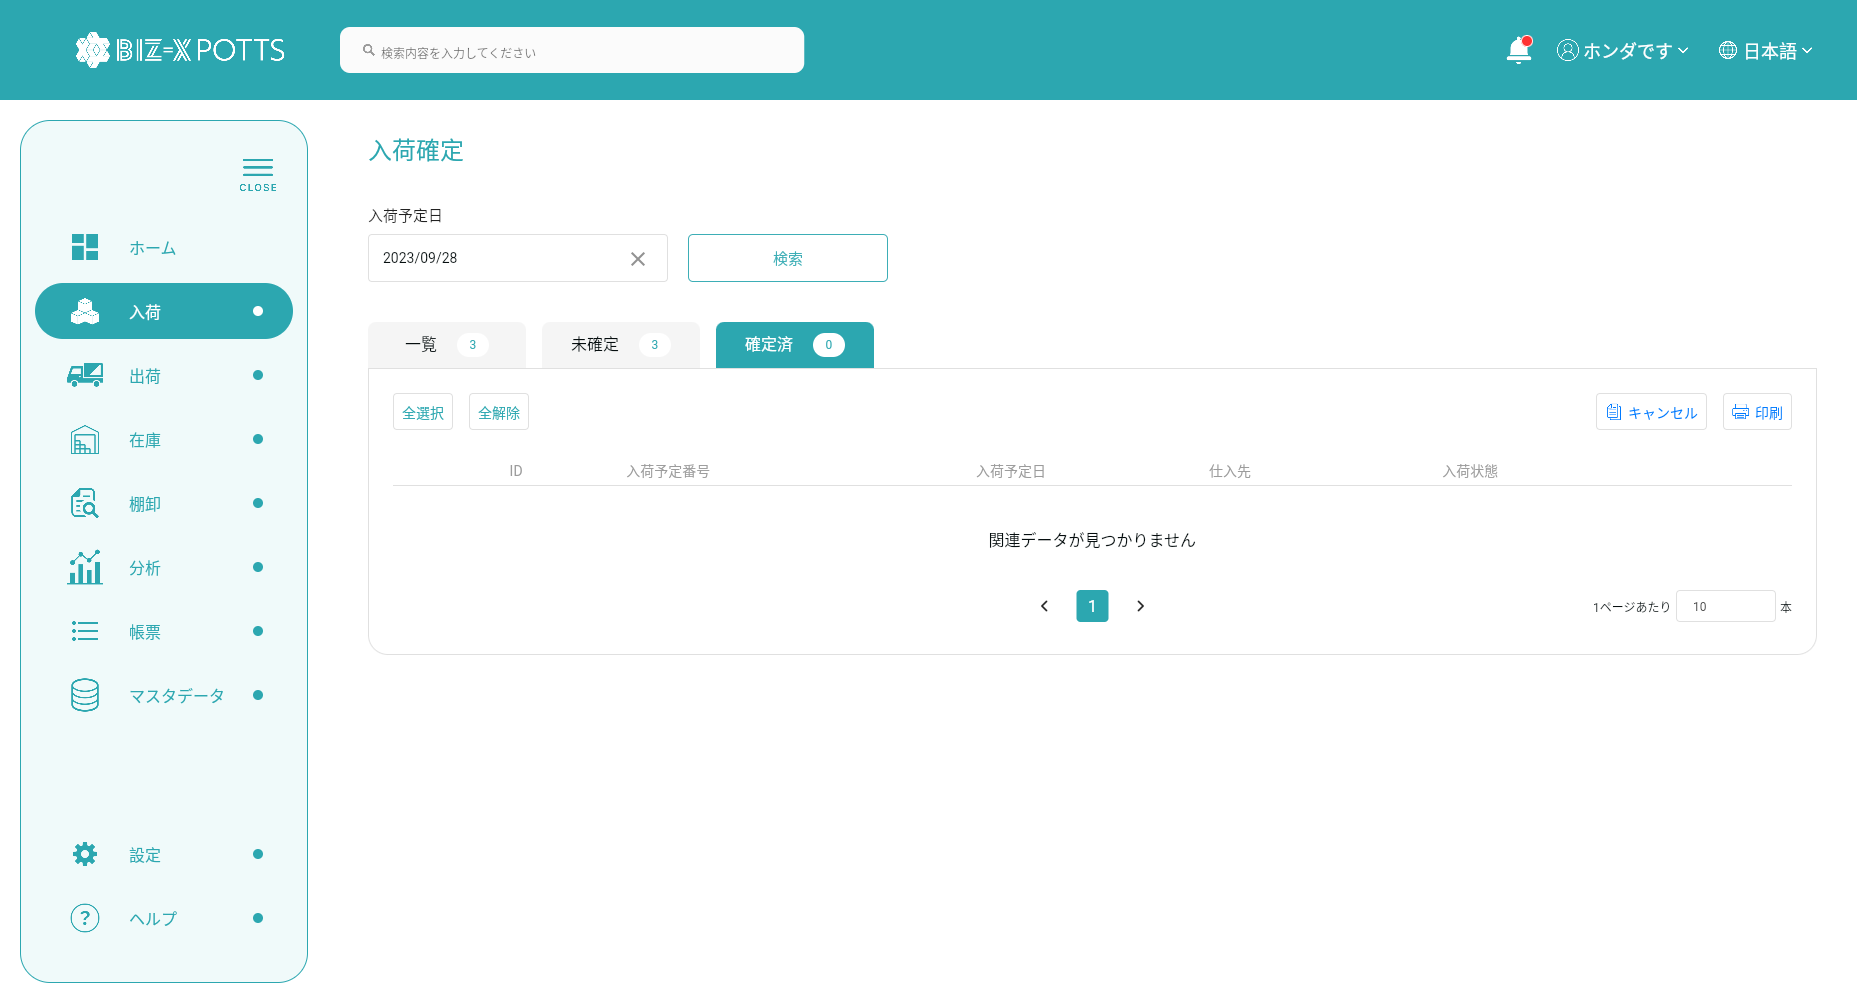 BIZ=X POTTS
検索内容を入力してください
ホンダです
日本語
CLOSE
ホーム
入荷
出荷
在庫
棚卸
分析
帳票
マスタデータ
設定
?
ヘルプ
入荷確定
入荷予定日
2023/09/28
検索
一覧 3
未確定 3
確定済 0
全選択
全解除
キャンセル
印刷
ID 入荷予定番号 入荷予定日 仕入先 入荷状態
関連データが見つかりません
1
1ページあたり 10 本